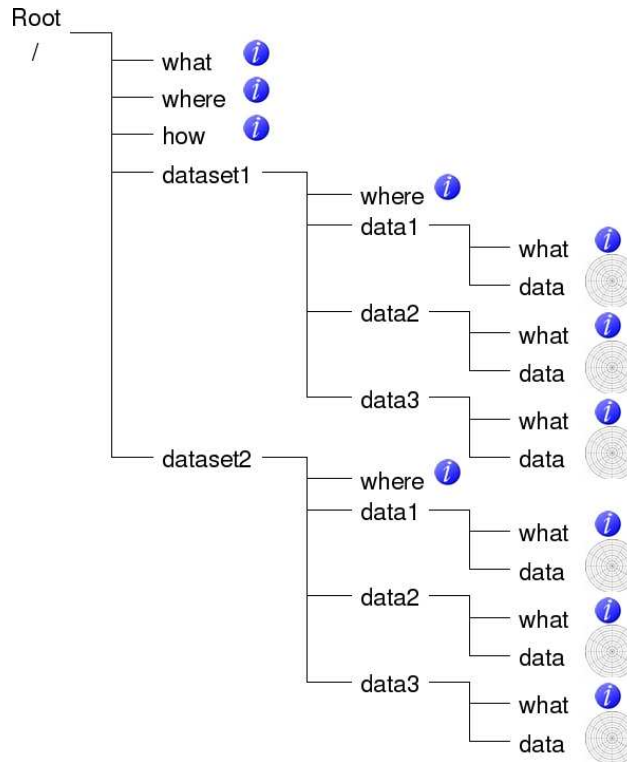 Root
/
what i
where i
how i
dataset1
where i
data1
what i
data
data2
what i
data
data3
what i
data
dataset2
where i
data1
what i
data
data2
what i
data
data3
what i
data